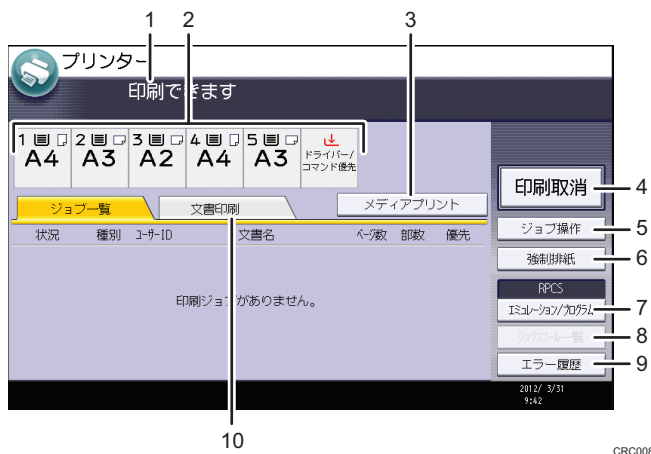 1 2 3
プリンター
印刷できます
1 2 3 4 5
A4 A3 A2 A4 A3 ドライバー/
コマンド優先
印刷取消 4
ジョブ一覧 文書印刷 メディアプリント
ジョブ操作 5
状況 種別 ユーザーID 文書名 ページ数 部数 優先
強制排紙 6
RPCS
印刷ジョブがありません。
エミュレーション/プログラム 7
ジョブスプール一覧 8
エラー履歴 9
2012/ 3/31
9:42
10
CRC008